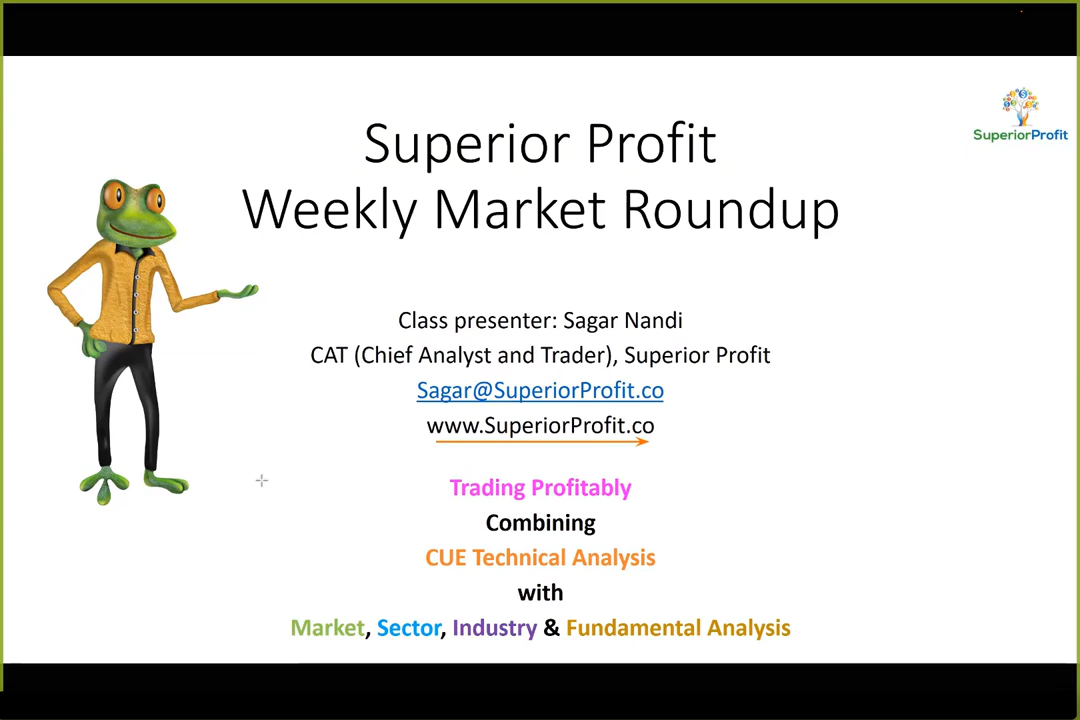 Superior Profit
Weekly Market Roundup
SuperiorProfit
Class presenter: Sagar Nandi
CAT (Chief Analyst and Trader), Superior Profit
Sagar@SuperiorProfit.co
www.SuperiorProfit.co
Trading Profitably
Combining
CUE Technical Analysis
with
Market, Sector, Industry & Fundamental Analysis